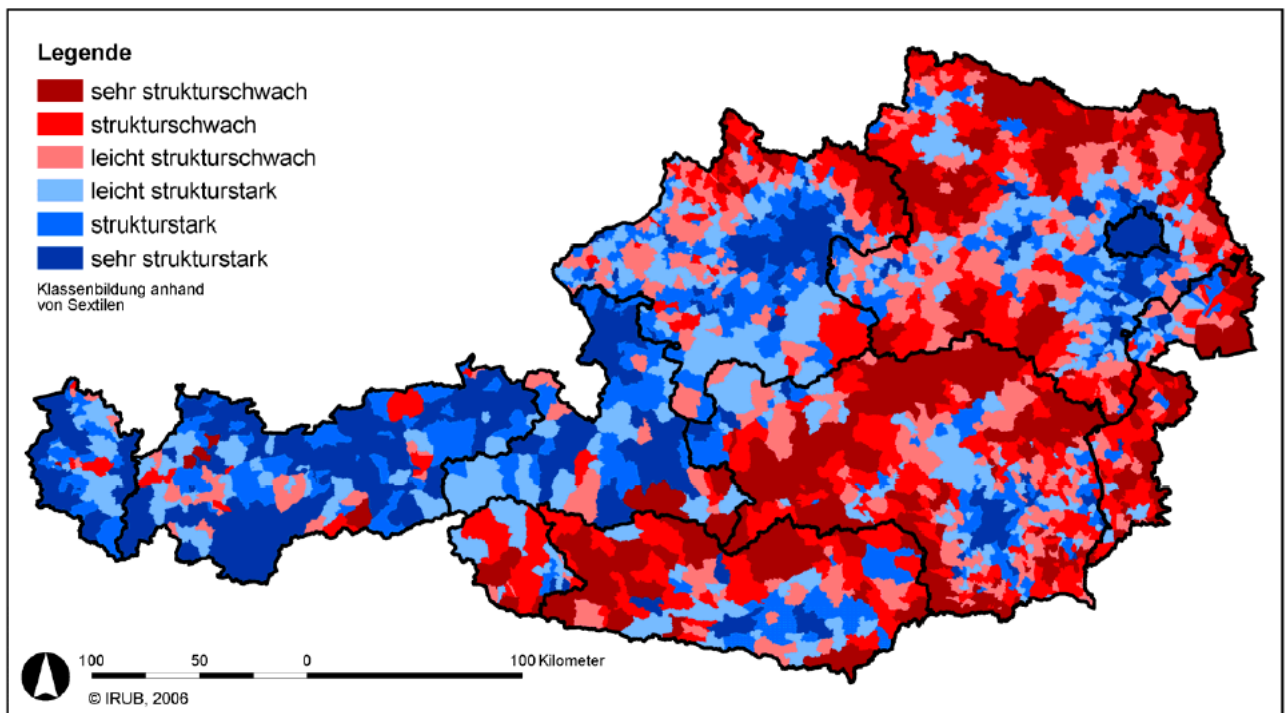 Legende
sehr strukturschwach
strukturschwach
leicht strukturschwach
leicht strukturstark
strukturstark
sehr strukturstark
Klassenbildung anhand
von Sextilen
100 50 0 100 Kilometer
© IRUB, 2006